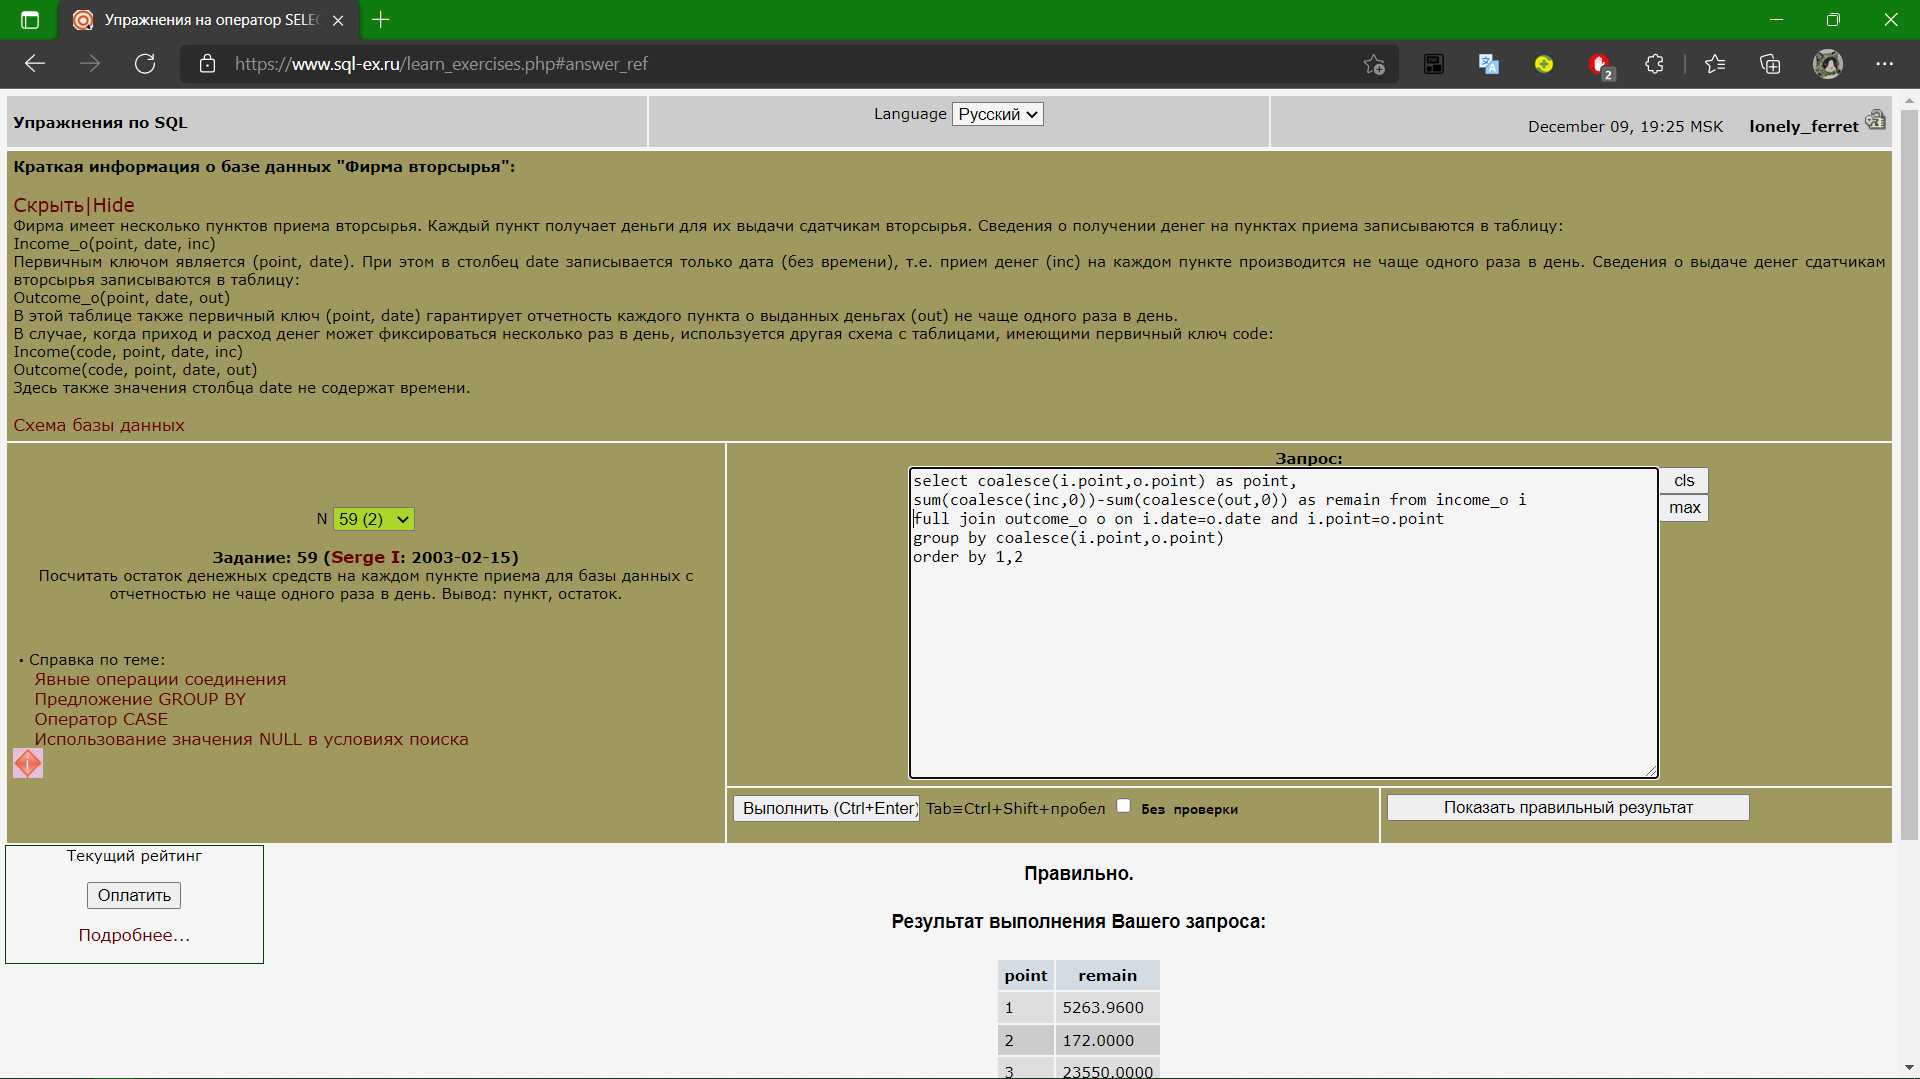 Упражнения на оператор SELEC
https://www.sql-ex.ru/learn_exercises.php#answer_ref
2
Упражнения по SQL
Language Русский
December 09, 19:25 MSK lonely_ferret
Краткая информация о базе данных "Фирма вторсырья":
Скрыть|Hide
Фирма имеет несколько пунктов приема вторсырья. Каждый пункт получает деньги для их выдачи сдатчикам вторсырья. Сведения о получении денег на пунктах приема записываются в таблицу:
Income_o(point, date, inc)
Первичным ключом является (point, date). При этом в столбец date записывается только дата (без времени), т.е. прием денег (inc) на каждом пункте производится не чаще одного раза в день. Сведения о выдаче денег сдатчикам
вторсырья записываются в таблицу:
Outcome_o(point, date, out)
В этой таблице также первичный ключ (point, date) гарантирует отчетность каждого пункта о выданных деньгах (out) не чаще одного раза в день.
В случае, когда приход и расход денег может фиксироваться несколько раз в день, используется другая схема с таблицами, имеющими первичный ключ code:
Income(code, point, date, inc)
Outcome(code, point, date, out)
Здесь также значения столбца date не содержат времени.
Схема базы данных
N 59 (2)
Задание: 59 (Serge I: 2003-02-15)
Посчитать остаток денежных средств на каждом пункте приема для базы данных с
отчетностью не чаще одного раза в день. Вывод: пункт, остаток.
Справка по теме:
Явные операции соединения
Предложение GROUP BY
Оператор CASE
Использование значения NULL в условиях поиска
Запрос:
select coalesce(i.point,o.point) as point,
sum(coalesce(inc,0))-sum(coalesce(out,0)) as remain from income_o i
full join outcome_o o on i.date=o.date and i.point=o.point
group by coalesce(i.point,o.point)
order by 1,2
cls
max
Выполнить (Ctrl+Enter) Tab≡Ctrl+Shift+пробел Без проверки
Показать правильный результат
Текущий рейтинг
Оплатить
Подробнее...
Правильно.
Результат выполнения Вашего запроса:
point remain
1 5263.9600
2 172.0000
3 23550.0000